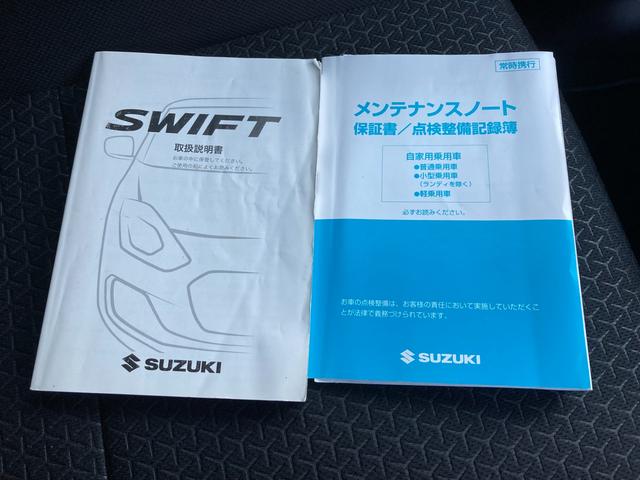 SWIFT
取扱説明書
お車の中に保管してください。
ご使用の前によくお読みください。
SUZUKI
常時携行
メンテナンスノート
保証書／点検整備記録簿
自家用乗用車
●普通乗用車
●小型乗用車
(ランディを除く)
●軽乗用車
必ずお読みください。
お車の点検整備は、お客様の責任において実施していただくこ
とが法律で義務づけられています。
SUZUKI